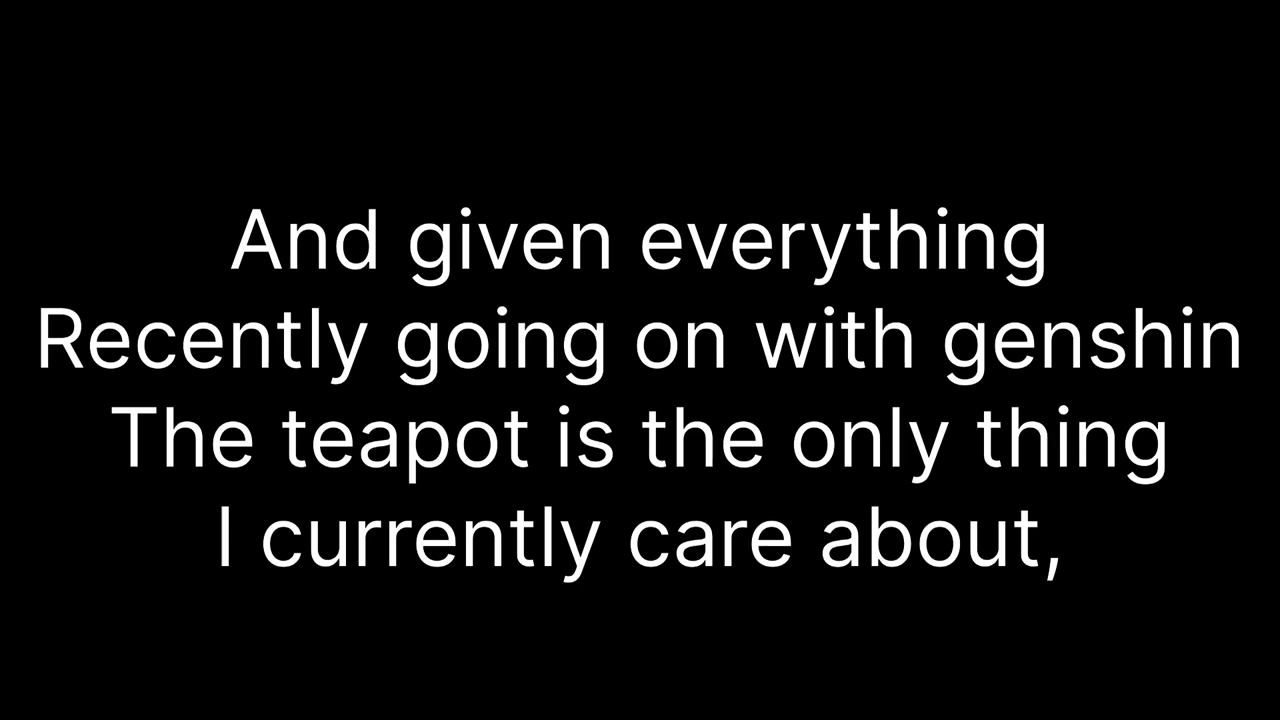 And given everything
Recently going on with genshin
The teapot is the only thing
I currently care about,